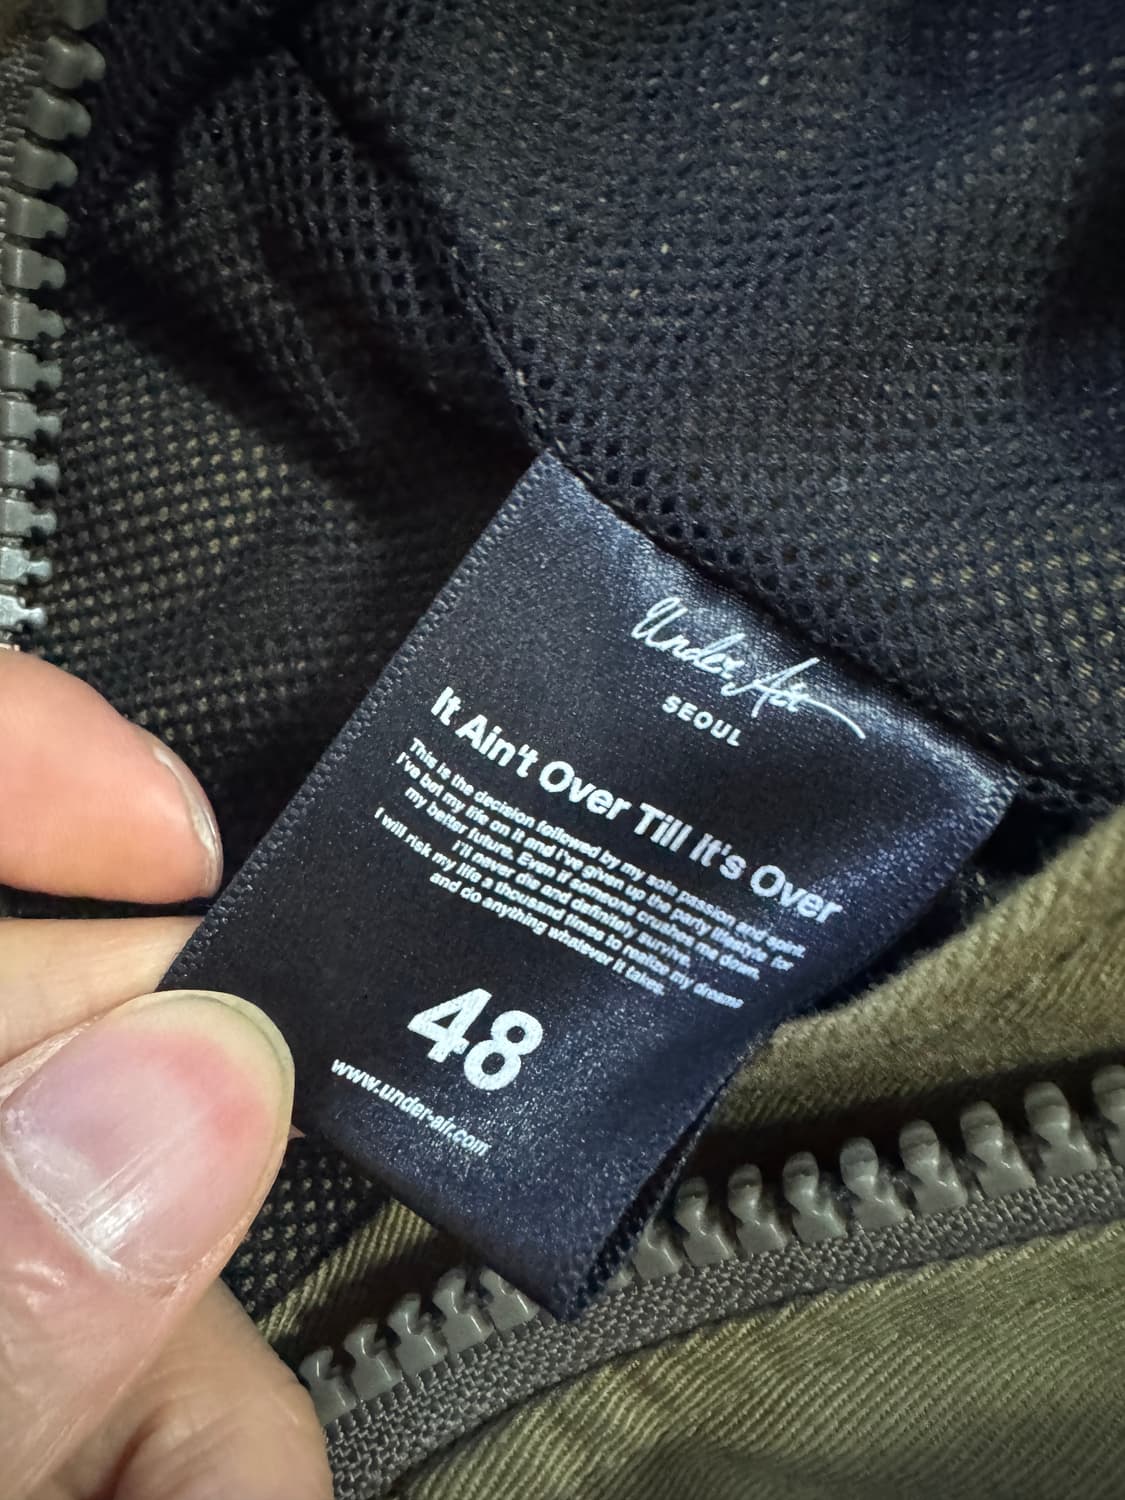 Under Air
SEOUL
It Ain't Over Till It's Over
This is the decision followed by my sole passion and ages
I've bet my life on it and I've given up the party lifestyle for
my better future. Even if someone crushes me down,
I'll never die and definitely survive.
I will risk my life a thousand times to realize my dreams
and do anything whatever it takes.
48
www.under-air.com